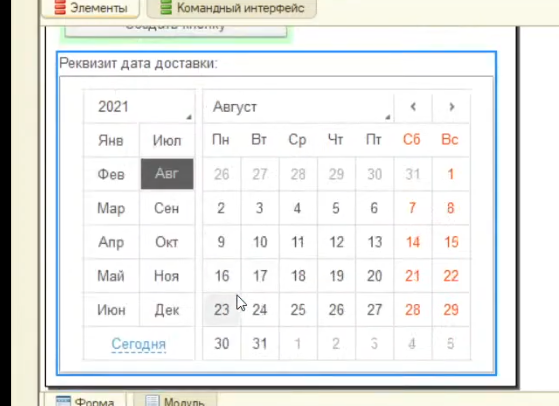 Элементы Командный интерфейс
Создать кнопку
Реквизит дата доставки:
2021 Август < >
Янв Июл Пн Вт Ср Чт Пт Сб Вс
Фев Авг 26 27 28 29 30 31 1
Мар Сен 2 3 4 5 6 7 8
Апр Окт 9 10 11 12 13 14 15
Май Ноя 16 17 18 19 20 21 22
Июн Дек 23 24 25 26 27 28 29
Сегодня 30 31 1 2 3 4 5
Форма Модуль